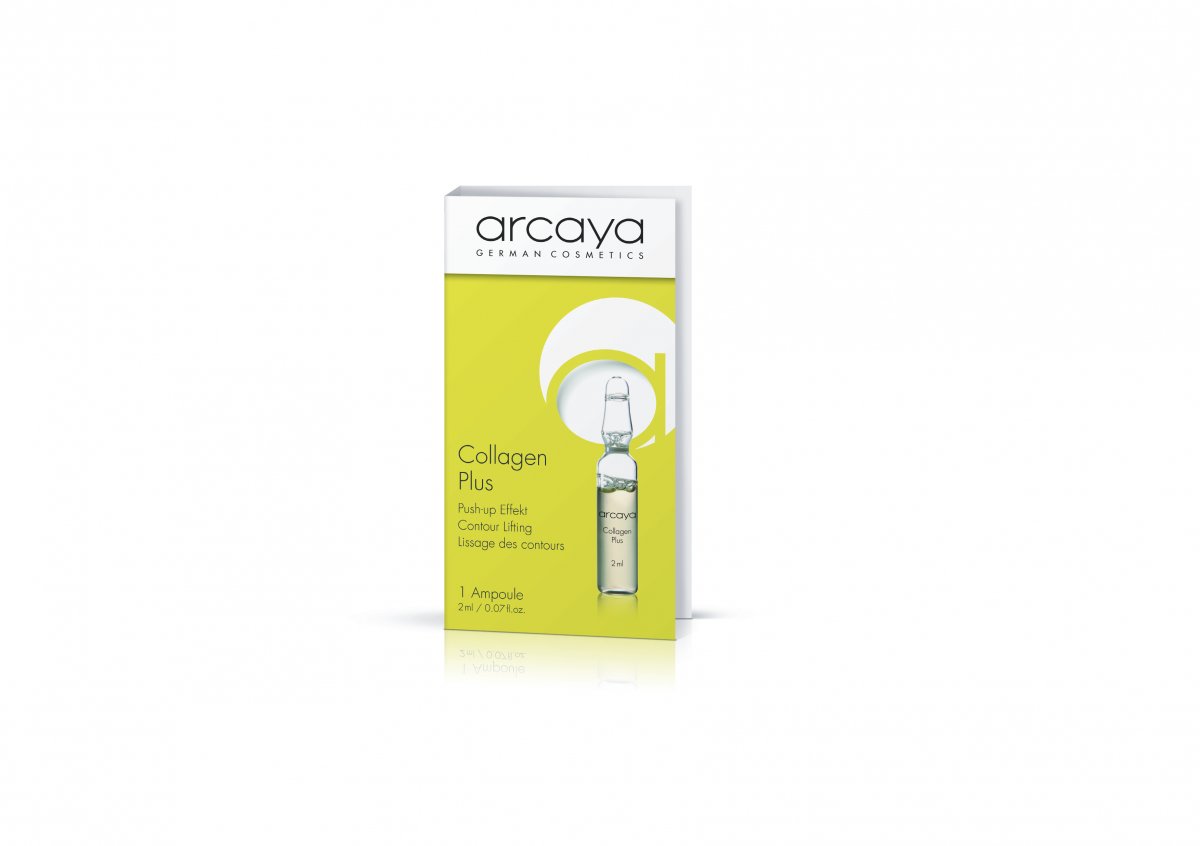 arcaya
GERMAN COSMETICS
Collagen
Plus
Push-up Effekt
Contour Lifting
Lissage des contours
1 Ampoule
2ml / 0.07fl.oz.
arcaya
Collagen
Plus
2ml